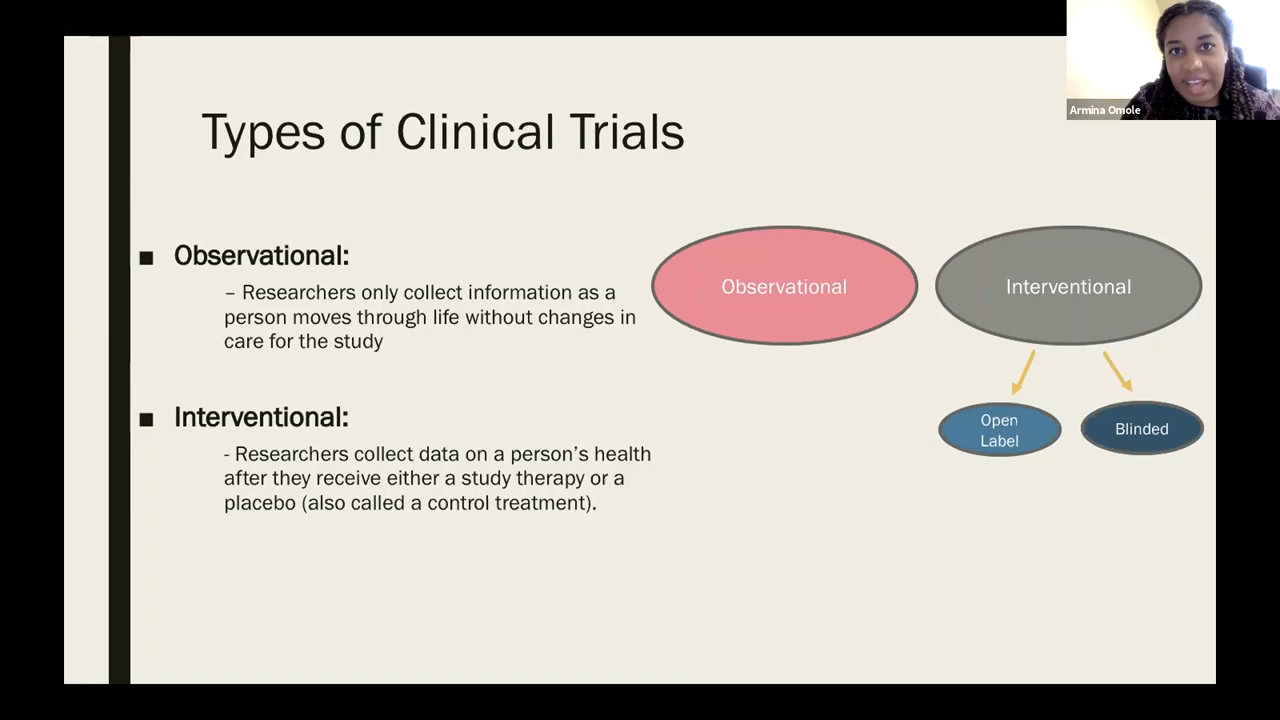 Armina Omole
Types of Clinical Trials
■ Observational:
– Researchers only collect information as a
person moves through life without changes in
care for the study
■ Interventional:
- Researchers collect data on a person’s health
after they receive either a study therapy or a
placebo (also called a control treatment).
Observational
Interventional
Open
Label
Blinded